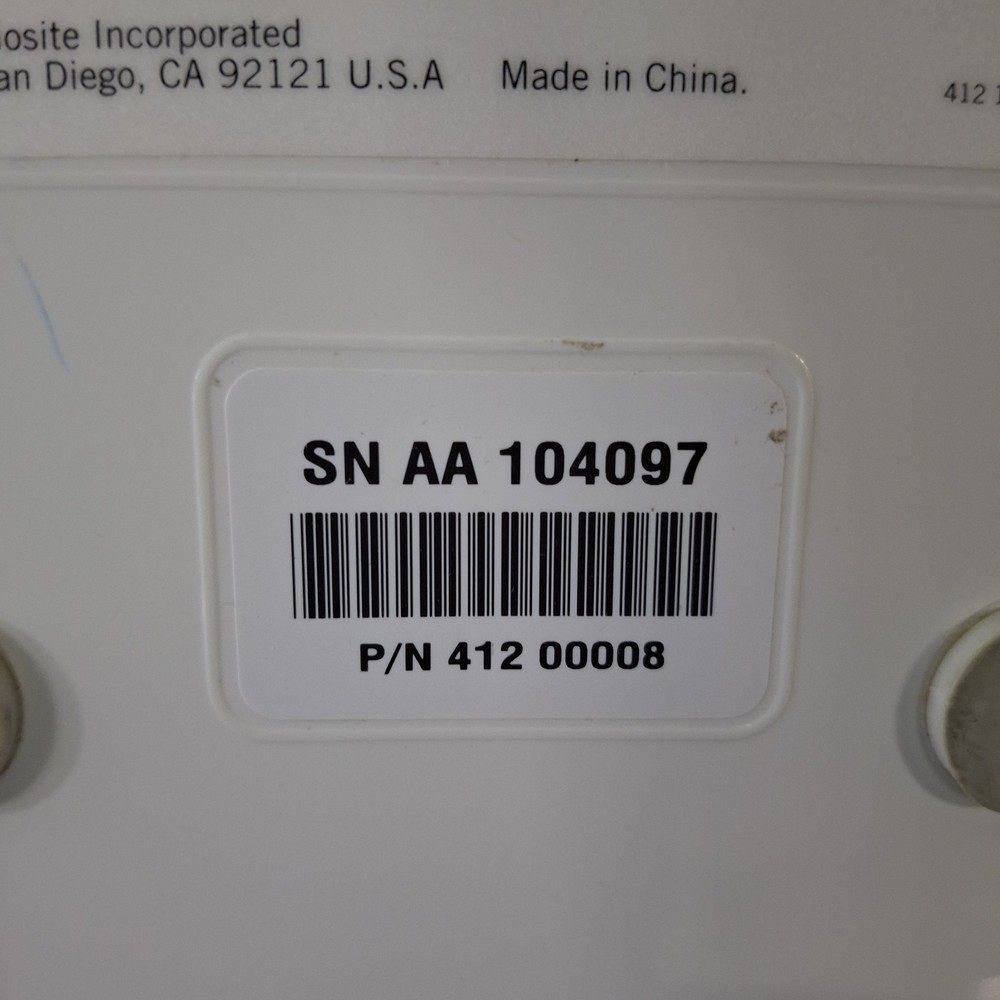 osite Incorporated
an Diego, CA 92121 U.S.A Made in China.
412
SN AA 104097
P/N 412 00008